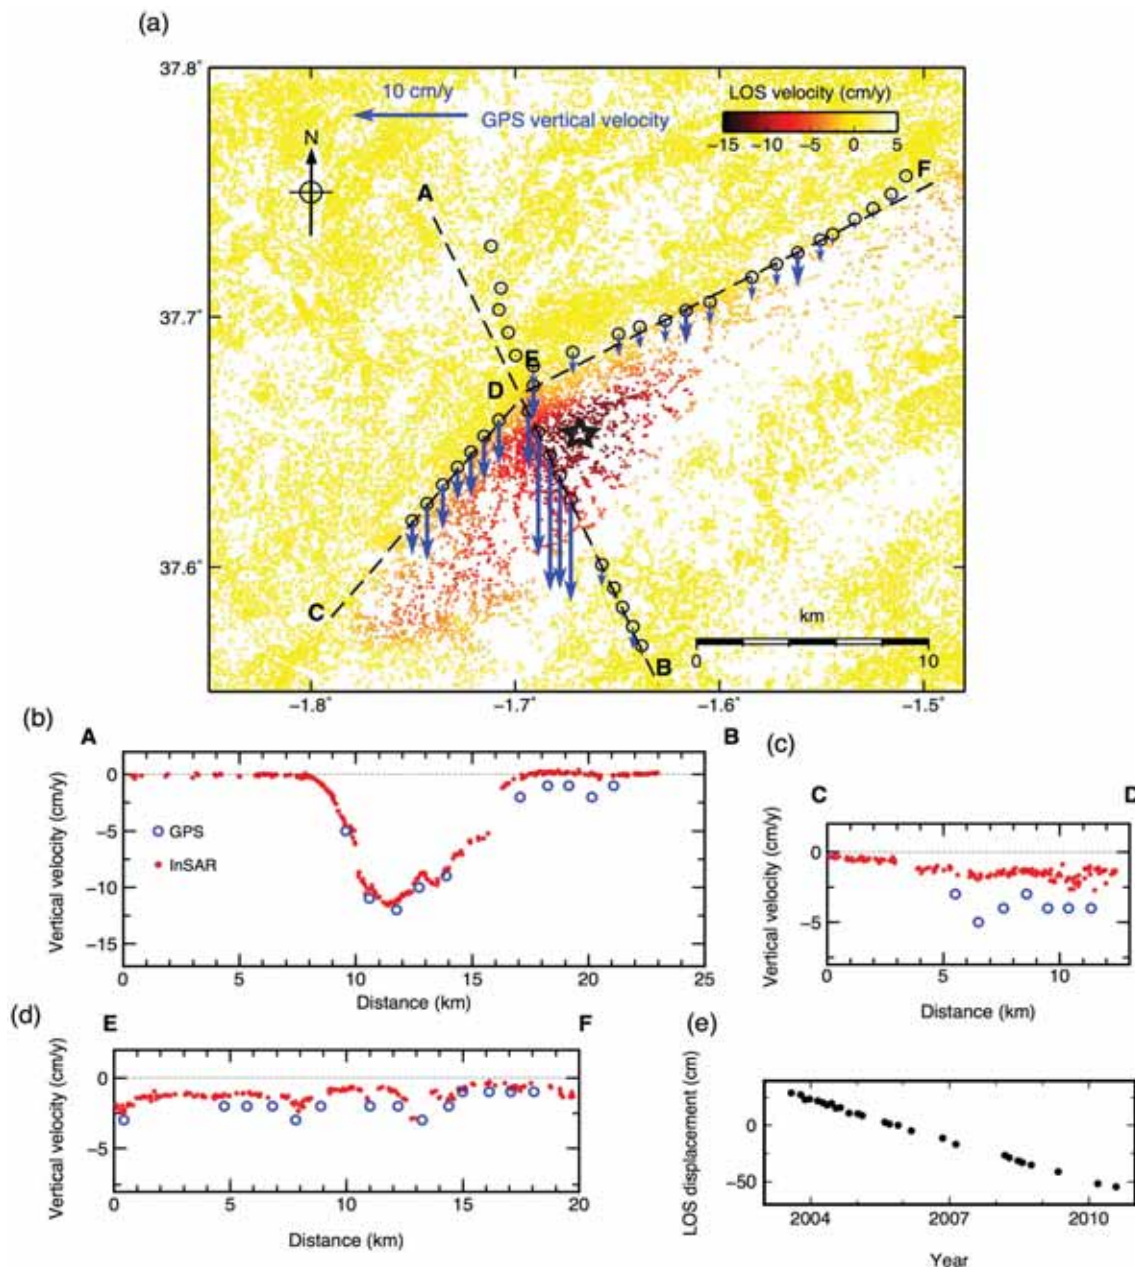 (a)
37.8°
10 cm/y
GPS vertical velocity
LOS velocity (cm/y)
−15 −10 −5 0 5
N
A
F
37.7°
E
D
37.6°
C
B
km
0 10
−1.8° −1.7° −1.6° −1.5°
(b)
A B
Vertical velocity (cm/y)
0
−5
−10
−15
GPS
InSAR
0 5 10 15 20 25
Distance (km)
(c)
C D
Vertical velocity (cm/y)
0
−5
0 5 10
Distance (km)
(d)
E F
Vertical velocity (cm/y)
0
−5
0 5 10 15 20
Distance (km)
(e)
LOS displacement (cm)
0
−50
2004 2007 2010
Year